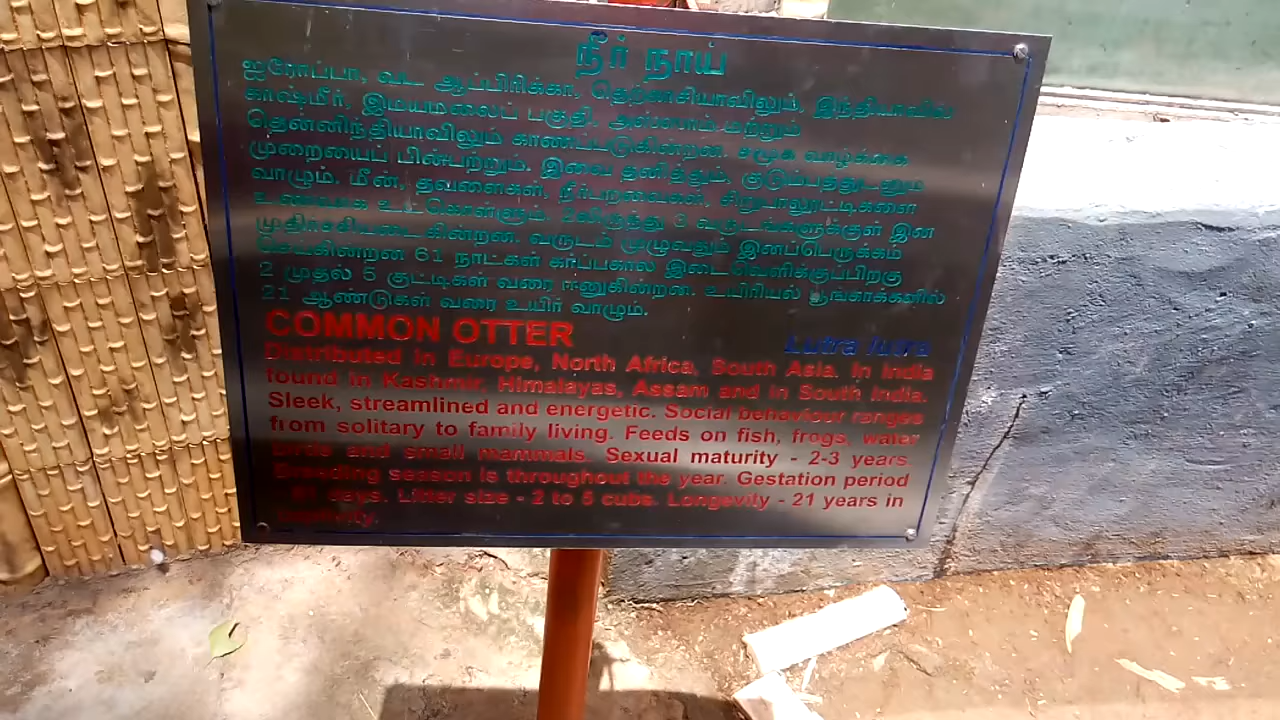 நீர் நாய்
ஐரோப்பா, வட ஆப்பிரிக்கா, தெற்காசியாவிலும், இந்தியாவில்
காஷ்மீர், இமயமலைப் பகுதி, அஸ்ஸாம் மற்றும்
தென்னிந்தியாவிலும் காணப்படுகின்றன. சமூக வாழ்க்கை
முறையைப் பின்பற்றும். இவை தனித்தும், குடும்பத்துடனும்
வாழும். மீன், தவளைகள், நீர்பறவைகள், சிறுபாலூட்டிகளை
உணவாக உட்கொள்ளும். 2லிருந்து 3 வருடங்களுக்குள் இன
முதிர்ச்சியடைகின்றன. வருடம் முழுவதும் இனப்பெருக்கம்
செய்கின்றன 61 நாட்கள் கர்ப்பகால இடைவெளிக்குப்பிறகு
2 முதல் 5 குட்டிகள் வரை ஈனுகின்றன. உயிரியல் பூங்காக்களில்
21 ஆண்டுகள் வரை உயிர் வாழும்.
COMMON OTTER Lutra lutra
Distributed in Europe, North Africa, South Asia. In India
found in Kashmir, Himalayas, Assam and in South India.
Sleek, streamlined and energetic. Social behaviour ranges
from solitary to family living. Feeds on fish, frogs, water
birds and small mammals. Sexual maturity - 2-3 years.
Breeding season is throughout the year. Gestation period
- 61 days. Litter size - 2 to 5 cubs. Longevity - 21 years in
captivity.